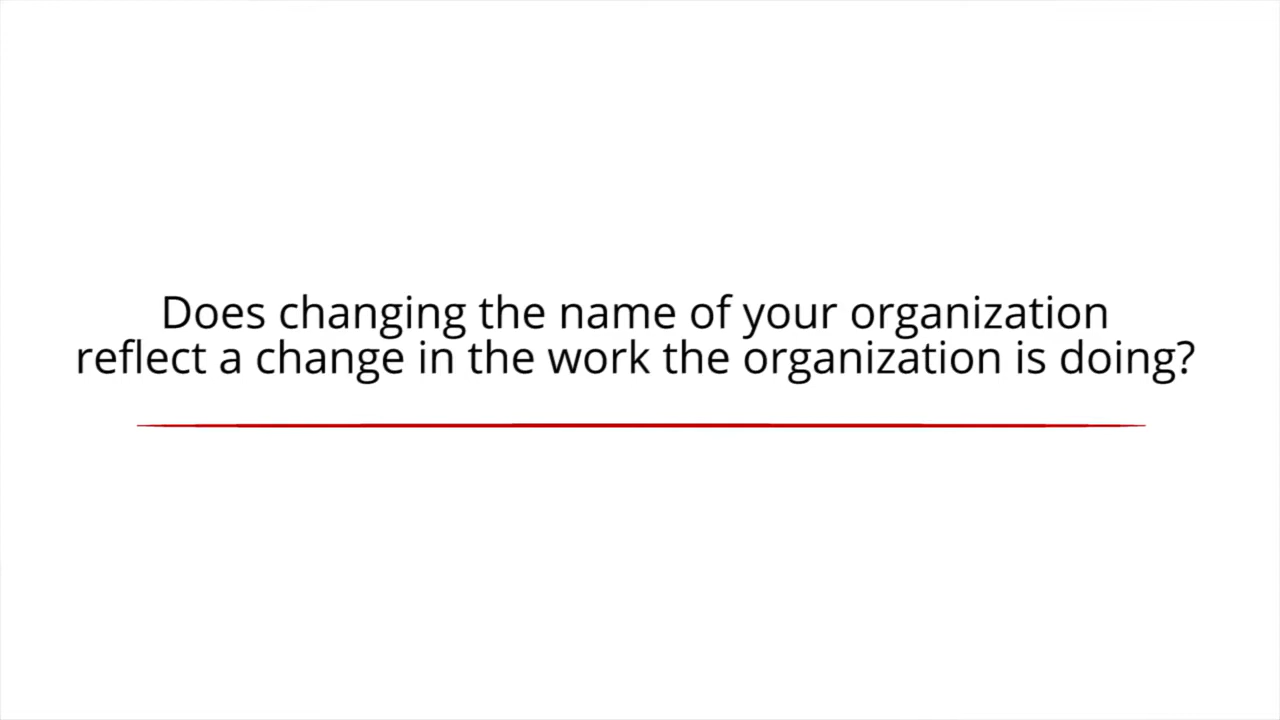 Does changing the name of your organization
reflect a change in the work the organization is doing?